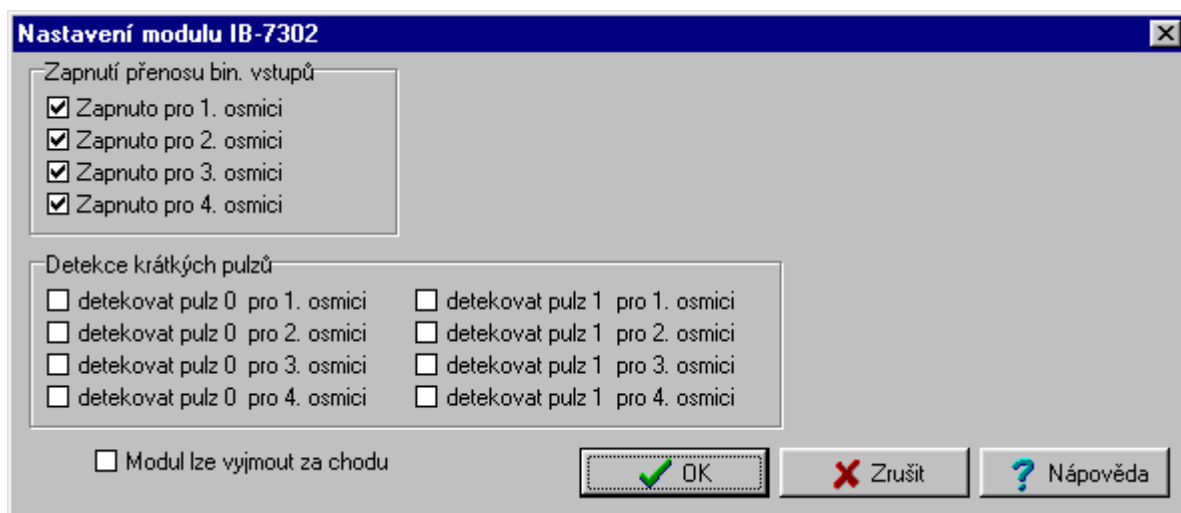 Nastavení modulu IB-7302
Zapnutí přenosu bin. vstupů
Zapnuto pro 1. osmici
Zapnuto pro 2. osmici
Zapnuto pro 3. osmici
Zapnuto pro 4. osmici
Detekce krátkých pulzů
detekovat pulz 0 pro 1. osmici
detekovat pulz 1 pro 1. osmici
detekovat pulz 0 pro 2. osmici
detekovat pulz 1 pro 2. osmici
detekovat pulz 0 pro 3. osmici
detekovat pulz 1 pro 3. osmici
detekovat pulz 0 pro 4. osmici
detekovat pulz 1 pro 4. osmici
Modul lze vyjmout za chodu
OK
Zrušit
Nápověda